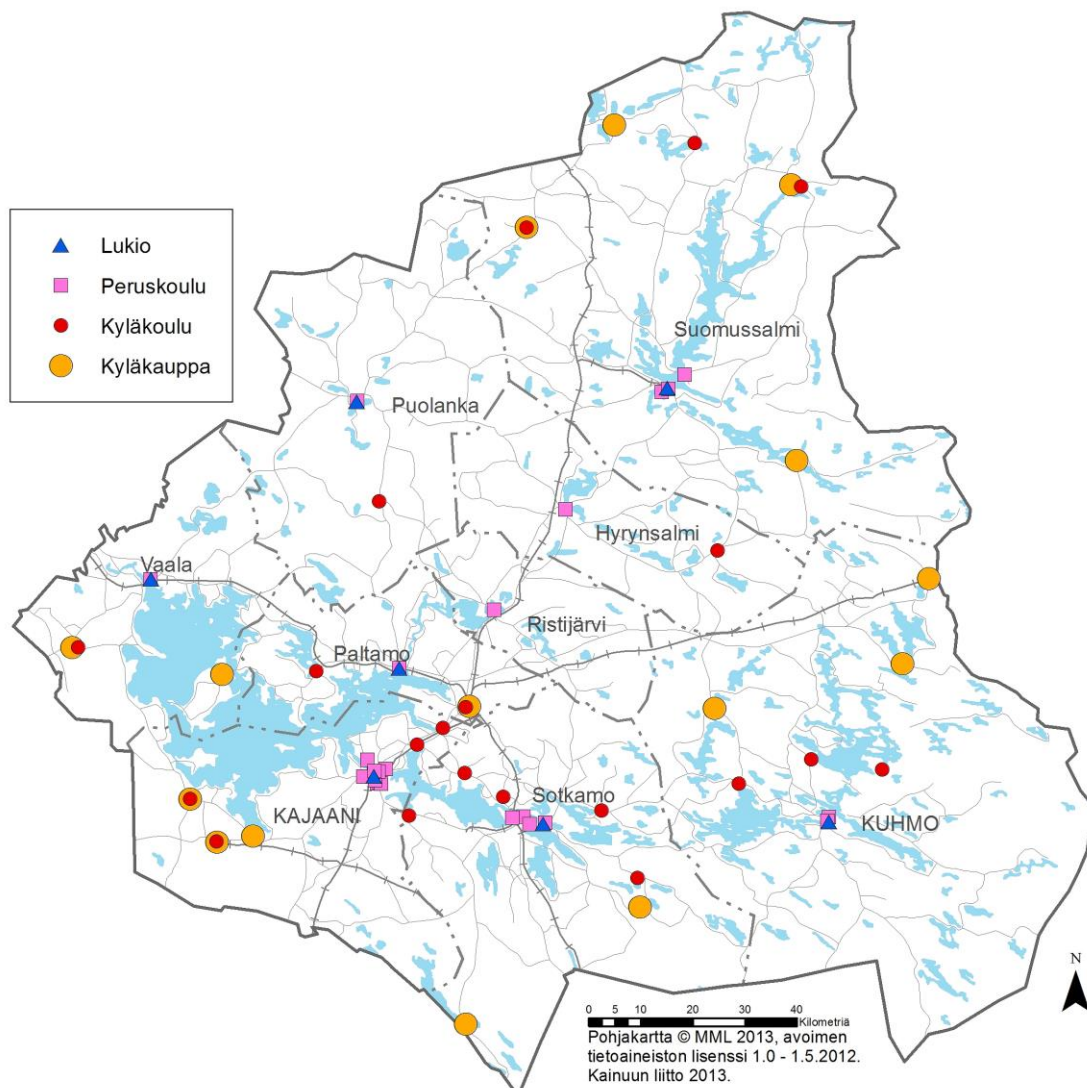 Lukio
Peruskoulu
Kyläkoulu
Kyläkauppa
Suomussalmi
Puolanka
Hyrynsalmi
Vaala
Ristijärvi
Paltamo
Sotkamo
KAJAANI
KUHMO
N
0 5 10 20 30 40
Kilometriä
Pohjakartta © MML 2013, avoimen
tietoaineiston lisenssi 1.0 - 1.5.2012.
Kainuun liitto 2013.